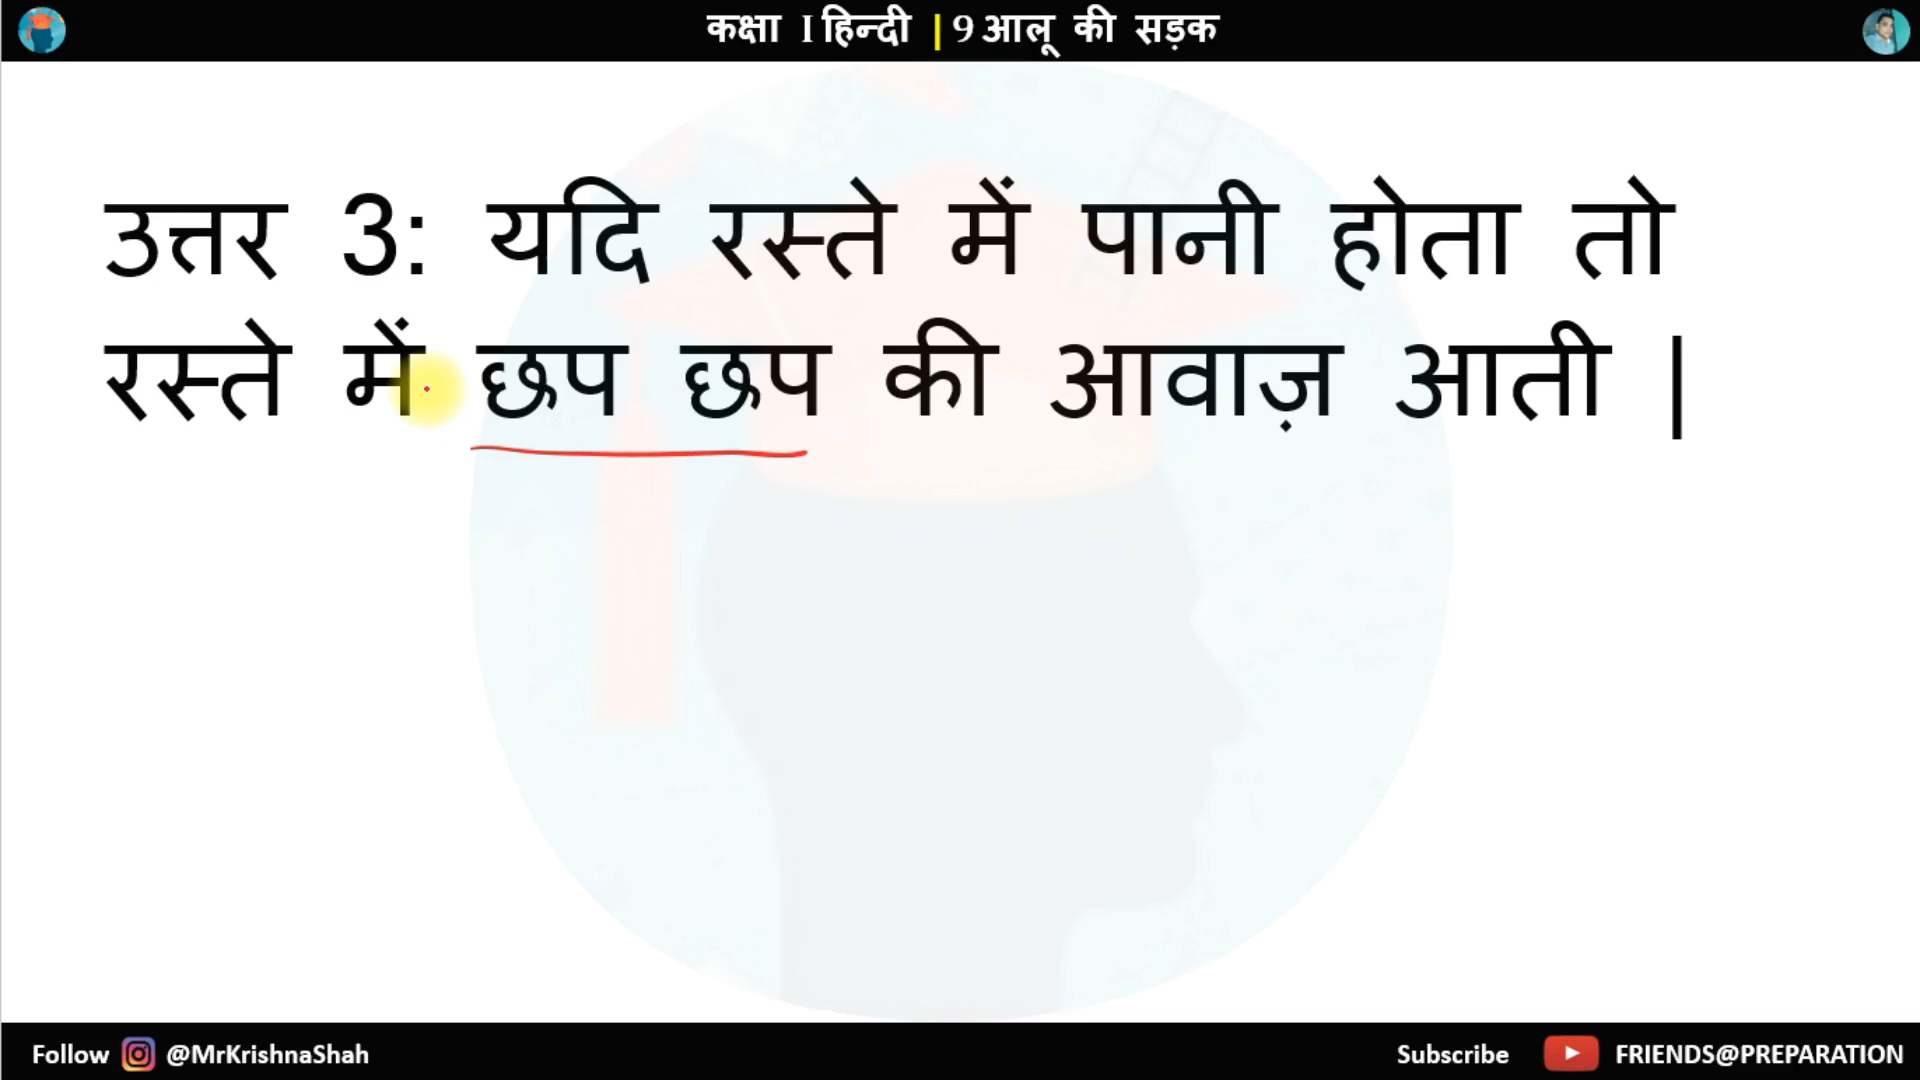 कक्षा I हिन्दी | 9 आलू की सड़क
उत्तर 3: यदि रस्ते में पानी होता तो
रस्ते में छप छप की आवाज़ आती |
Follow @MrKrishnaShah
Subscribe FRIENDS@PREPARATION